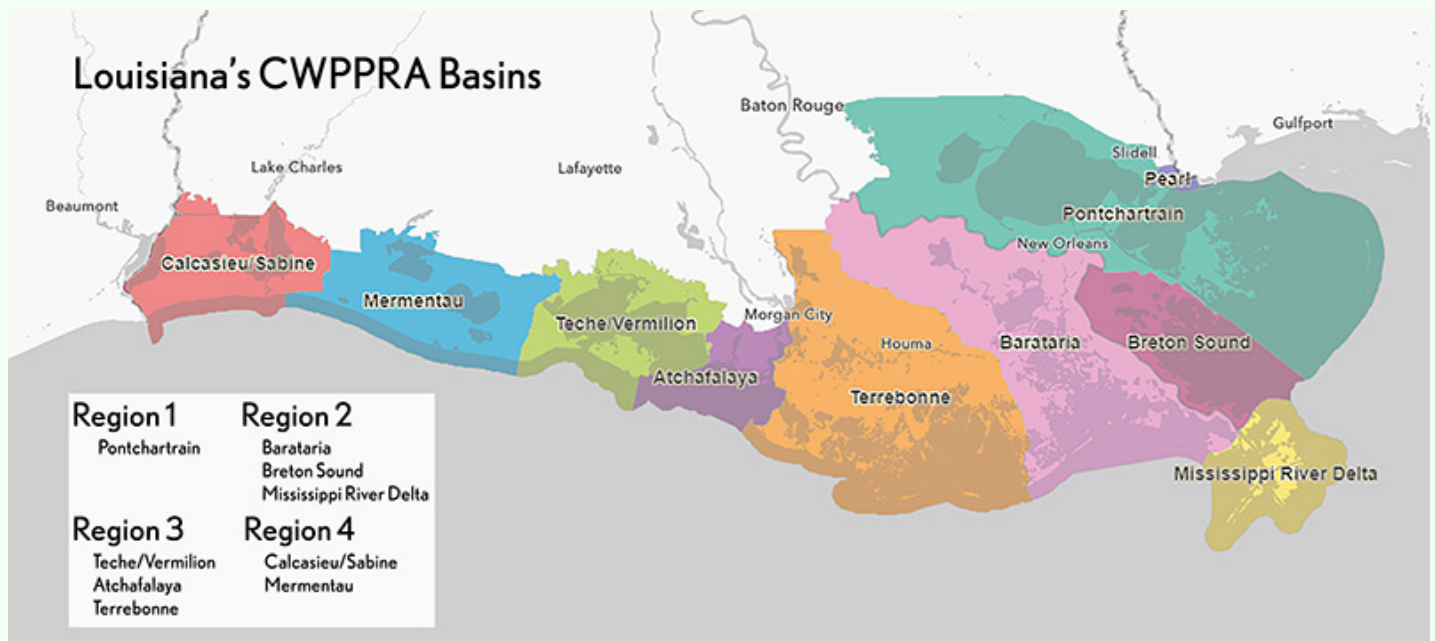 Louisiana's CWPPRA Basins
Baton Rouge
Gulfport
Slidell
Lake Charles
Lafayette
Pearl
Beaumont
Pontchartrain
New Orleans
Calcasieu/Sabine
Mermentau
Teche/Vermilion
Morgan City
Houma
Barataria
Breton Sound
Atchafalaya
Terrebonne
Mississippi River Delta
Region 1
Pontchartrain
Region 2
Barataria
Breton Sound
Mississippi River Delta
Region 3
Teche/Vermilion
Atchafalaya
Terrebonne
Region 4
Calcasieu/Sabine
Mermentau